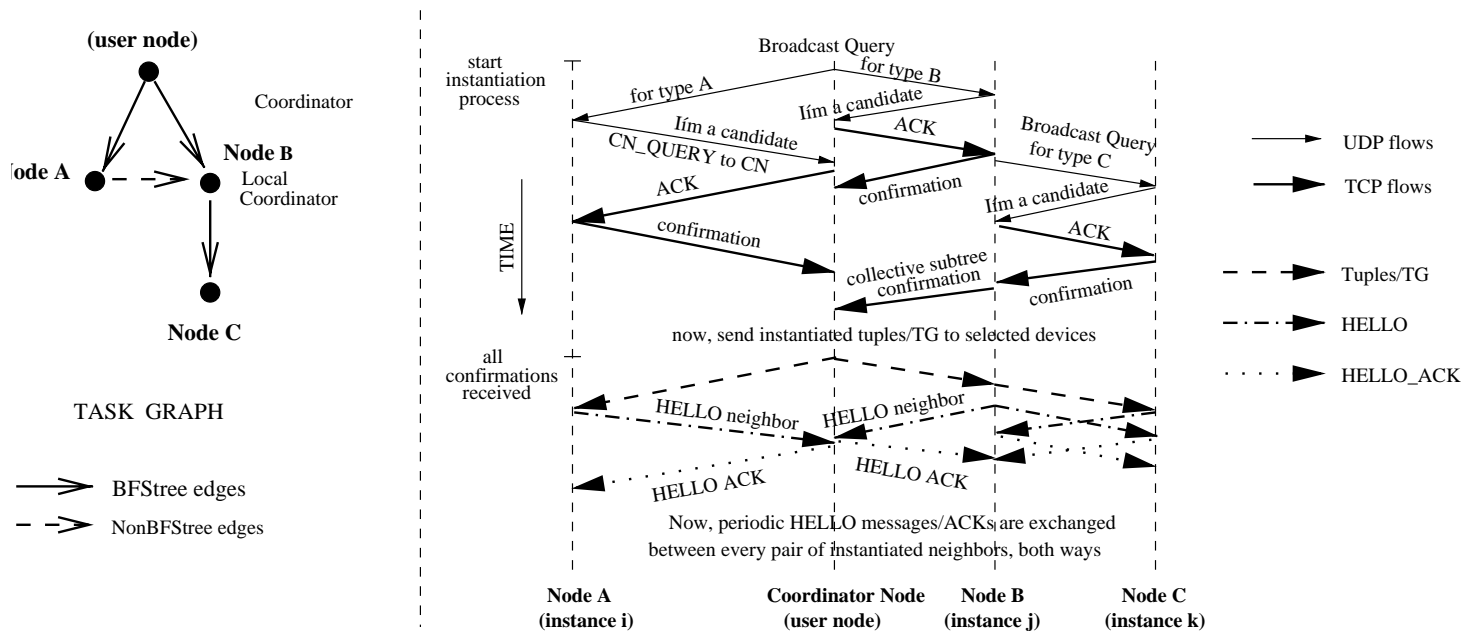 (user node)
Coordinator
Node B
ode A
Local
Coordinator
Node C
TASK GRAPH
BFStree edges
NonBFStree edges
Broadcast Query
start
instantiation
process
for type A
for type B
Iím a candidate
Iím a candidate
CN_QUERY to CN
ACK
Broadcast Query
for type C
ACK
confirmation
Iím a candidate
confirmation
ACK
TIME
collective subtree
confirmation
confirmation
now, send instantiated tuples/TG to selected devices
all
confirmations
received
HELLO neighbor
HELLO neighbor
HELLO ACK
HELLO ACK
Now, periodic HELLO messages/ACKs are exchanged
between every pair of instantiated neighbors, both ways
Node A
(instance i)
Coordinator Node
(user node)
Node B
(instance j)
Node C
(instance k)
UDP flows
TCP flows
Tuples/TG
HELLO
HELLO_ACK